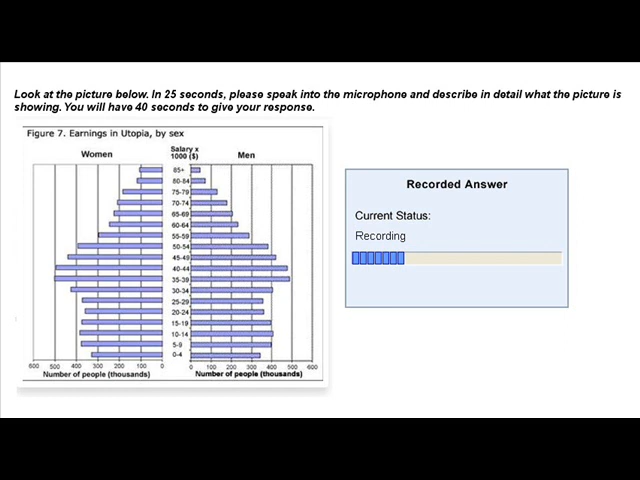 Look at the picture below. In 25 seconds, please speak into the microphone and describe in detail what the picture is
showing. You will have 40 seconds to give your response.
Figure 7. Earnings in Utopia, by sex
Women
Salary x
1000 ($)
Men
85+
80-84
75-79
70-74
65-69
60-64
55-59
50-54
45-49
40-44
35-39
30-34
25-29
20-24
15-19
10-14
5-9
0-4
600 500 400 300 200 100 0
0 100 200 300 400 500 600
Number of people (thousands)
Number of people (thousands)
Recorded Answer
Current Status:
Recording